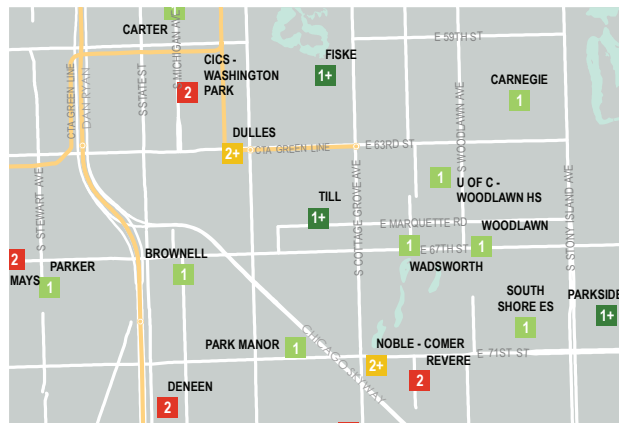 CARTER
S MICHIGAN AVE
E 59TH ST
CICS -
WASHINGTON
PARK
2
FISKE
1+
CARNEGIE
1
CTA GREEN LINE
DAN RYAN
S STATE ST
DULLES
2+
CTA GREEN LINE
E 63RD ST
S WOODLAWN AVE
1
U OF C -
WOODLAWN HS
S STEWART AVE
TILL
1+
E MARQUETTE RD
WOODLAWN
1
1
E 67TH ST
WADSWORTH
S COTTAGE GROVE AVE
S STONY ISLAND AVE
2
MAYS
PARKER
1
BROWNELL
1
SOUTH
SHORE ES
1
PARKSIDE
1+
CHICAGO SKYWAY
PARK MANOR
1
NOBLE - COMER
2+
REVERE
2
E 71ST ST
DENEEN
2